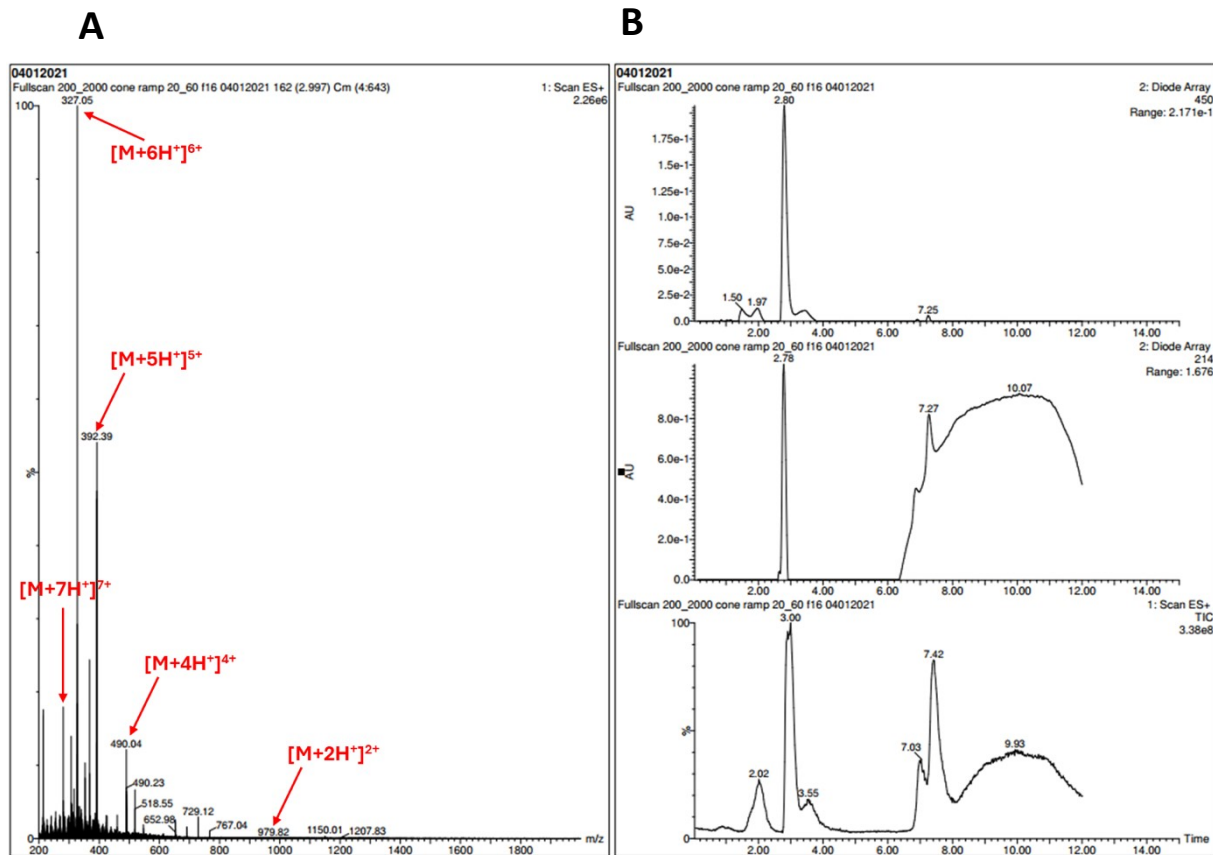 A
B
04012021
Fullscan 200_2000 cone ramp 20_60 f16 04012021 162 (2.997) Cm (4:643)
1: Scan ES+
2.26e6
100
327.05
[M+6H⁺]⁶⁺
[M+5H⁺]⁵⁺
392.39
%
[M+7H⁺]⁷⁺
[M+4H⁺]⁴⁺
490.04
[M+2H⁺]²⁺
490.23
518.55
652.98
729.12
767.04
979.82
1150.01
1207.83
0
m/z
200
400
600
800
1000
1200
1400
1600
1800
04012021
Fullscan 200_2000 cone ramp 20_60 f16 04012021
2: Diode Array
450
Range: 2.171e-1
2.80
1.75e-1
1.5e-1
1.25e-1
AU
1.0e-1
7.5e-2
5.0e-2
2.5e-2
0.0
1.50
1.97
7.25
2.00
4.00
6.00
8.00
10.00
12.00
14.00
Fullscan 200_2000 cone ramp 20_60 f16 04012021
2: Diode Array
214
Range: 1.676
2.78
7.27
10.07
8.0e-1
6.0e-1
AU
4.0e-1
2.0e-1
0.0
2.00
4.00
6.00
8.00
10.00
12.00
14.00
Fullscan 200_2000 cone ramp 20_60 f16 04012021
1: Scan ES+
TIC
3.38e8
3.00
100
7.42
7.03
9.93
%
2.02
3.55
0
Time
2.00
4.00
6.00
8.00
10.00
12.00
14.00